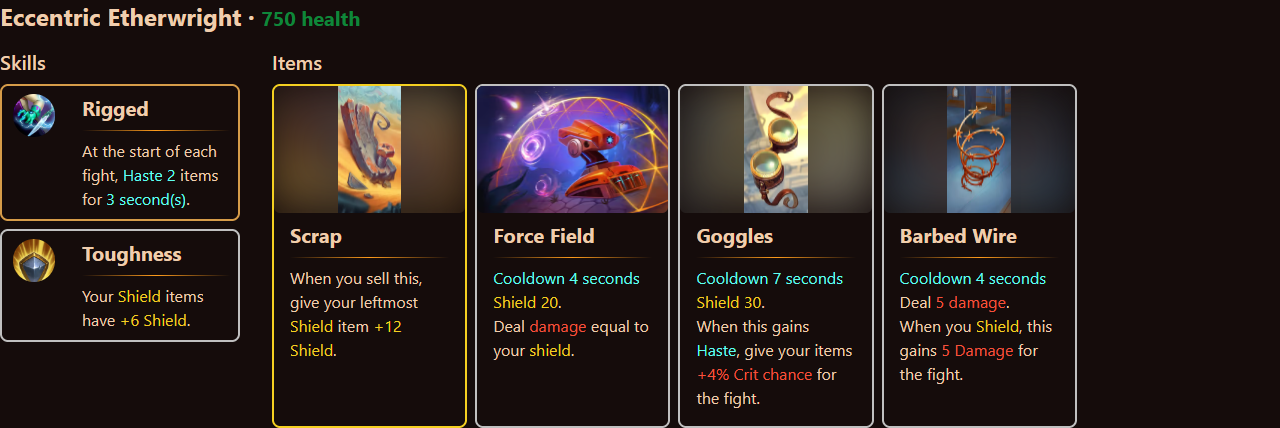 Eccentric Etherwright · 750 health
Skills
Rigged
At the start of each
fight, Haste 2 items
for 3 second(s).
Toughness
Your Shield items
have +6 Shield.
Items
Scrap
When you sell this,
give your leftmost
Shield item +12
Shield.
Force Field
Cooldown 4 seconds
Shield 20.
Deal damage equal to
your shield.
Goggles
Cooldown 7 seconds
Shield 30.
When this gains
Haste, give your items
+4% Crit chance for
the fight.
Barbed Wire
Cooldown 4 seconds
Deal 5 damage.
When you Shield, this
gains 5 Damage for
the fight.